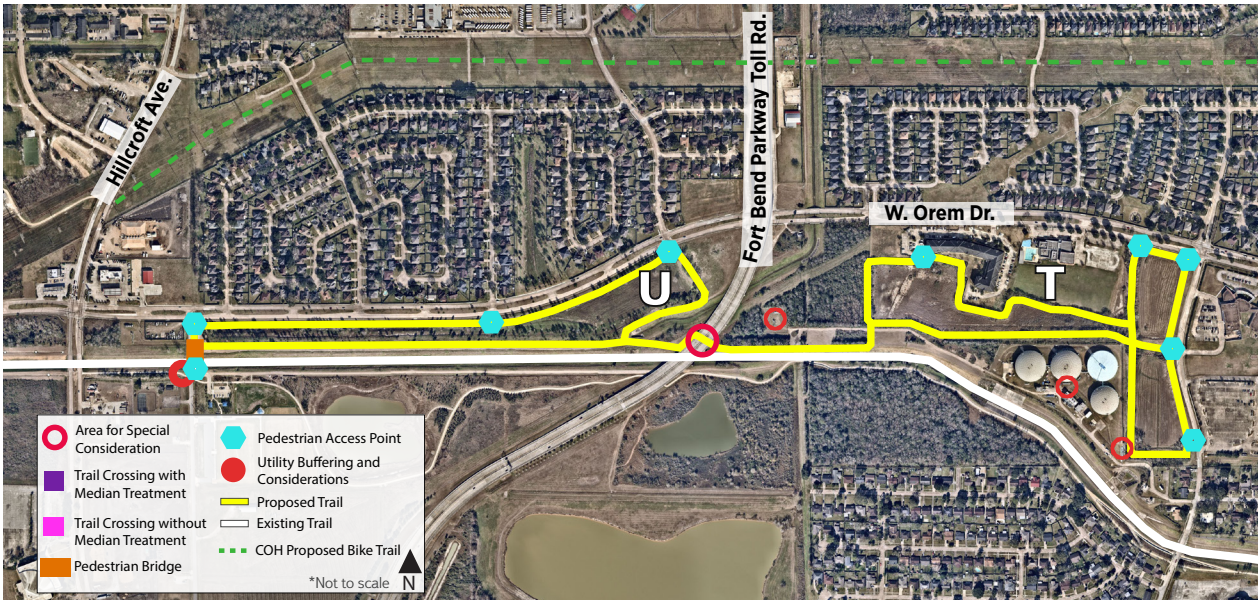 Hillcroft Ave.
Fort Bend Parkway Toll Rd.
W. Orem Dr.
U
T
Area for Special
Consideration
Trail Crossing with
Median Treatment
Trail Crossing without
Median Treatment
Pedestrian Bridge
Pedestrian Access Point
Utility Buffering and
Considerations
Proposed Trail
Existing Trail
COH Proposed Bike Trail
*Not to scale
N